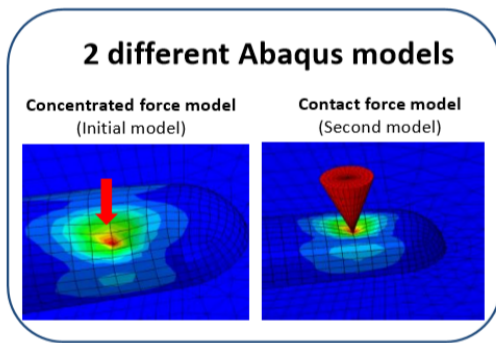 2 different Abaqus models
Concentrated force model
(Initial model)
Contact force model
(Second model)